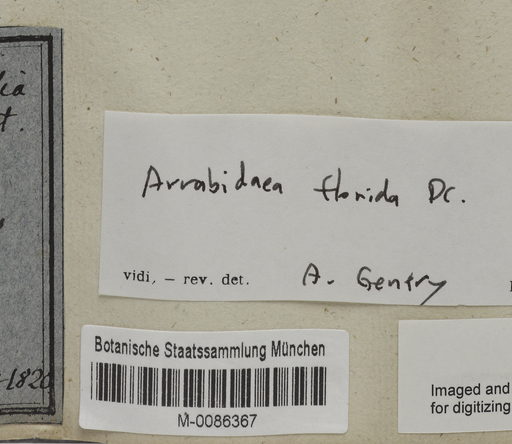 t.
Arrabidaea florida DC.
vidi, — rev. det. A. Gentry
Botanische Staatssammlung München
M-0086367
Imaged and
for digitizing